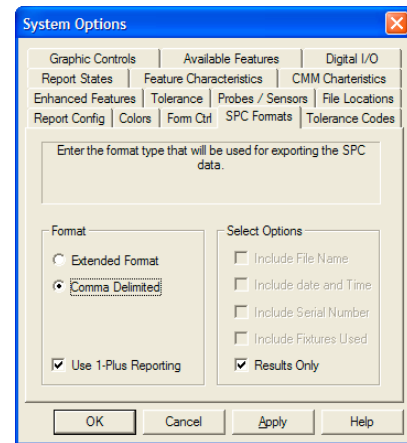 System Options
Graphic Controls Available Features Digital I/O
Report States Feature Characteristics CMM Charteristics
Enhanced Features Tolerance Probes / Sensors File Locations
Report Config Colors Form Ctrl SPC Formats Tolerance Codes
Enter the format type that will be used for exporting the SPC
data.
Format
Extended Format
Comma Delimited
Use 1-Plus Reporting
Select Options
Include File Name
Include date and Time
Include Serial Number
Include Fixtures Used
Results Only
OK Cancel Apply Help